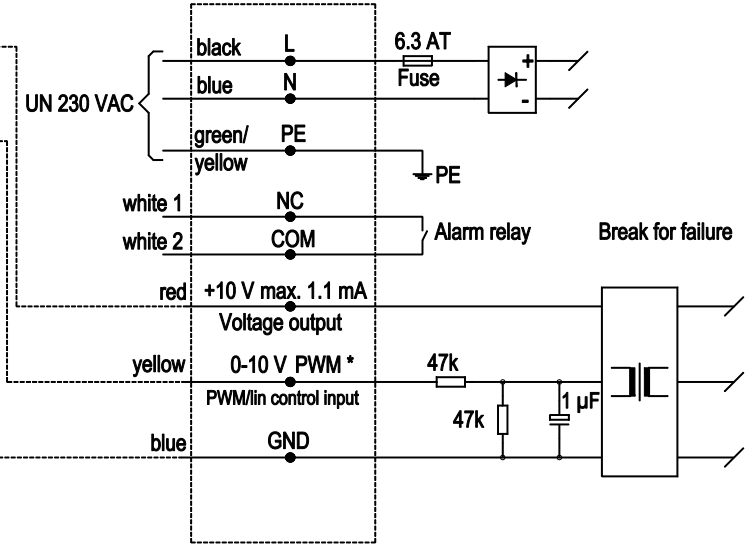 black L 6.3 AT
+
Fuse
blue N
UN 230 VAC
-
green/ PE
yellow
PE
white 1 NC
Alarm relay Break for failure
white 2 COM
red +10 V max. 1.1 mA
Voltage output
yellow 0-10 V PWM * 47k
PWM/lin control input
1 µF
47k
blue GND